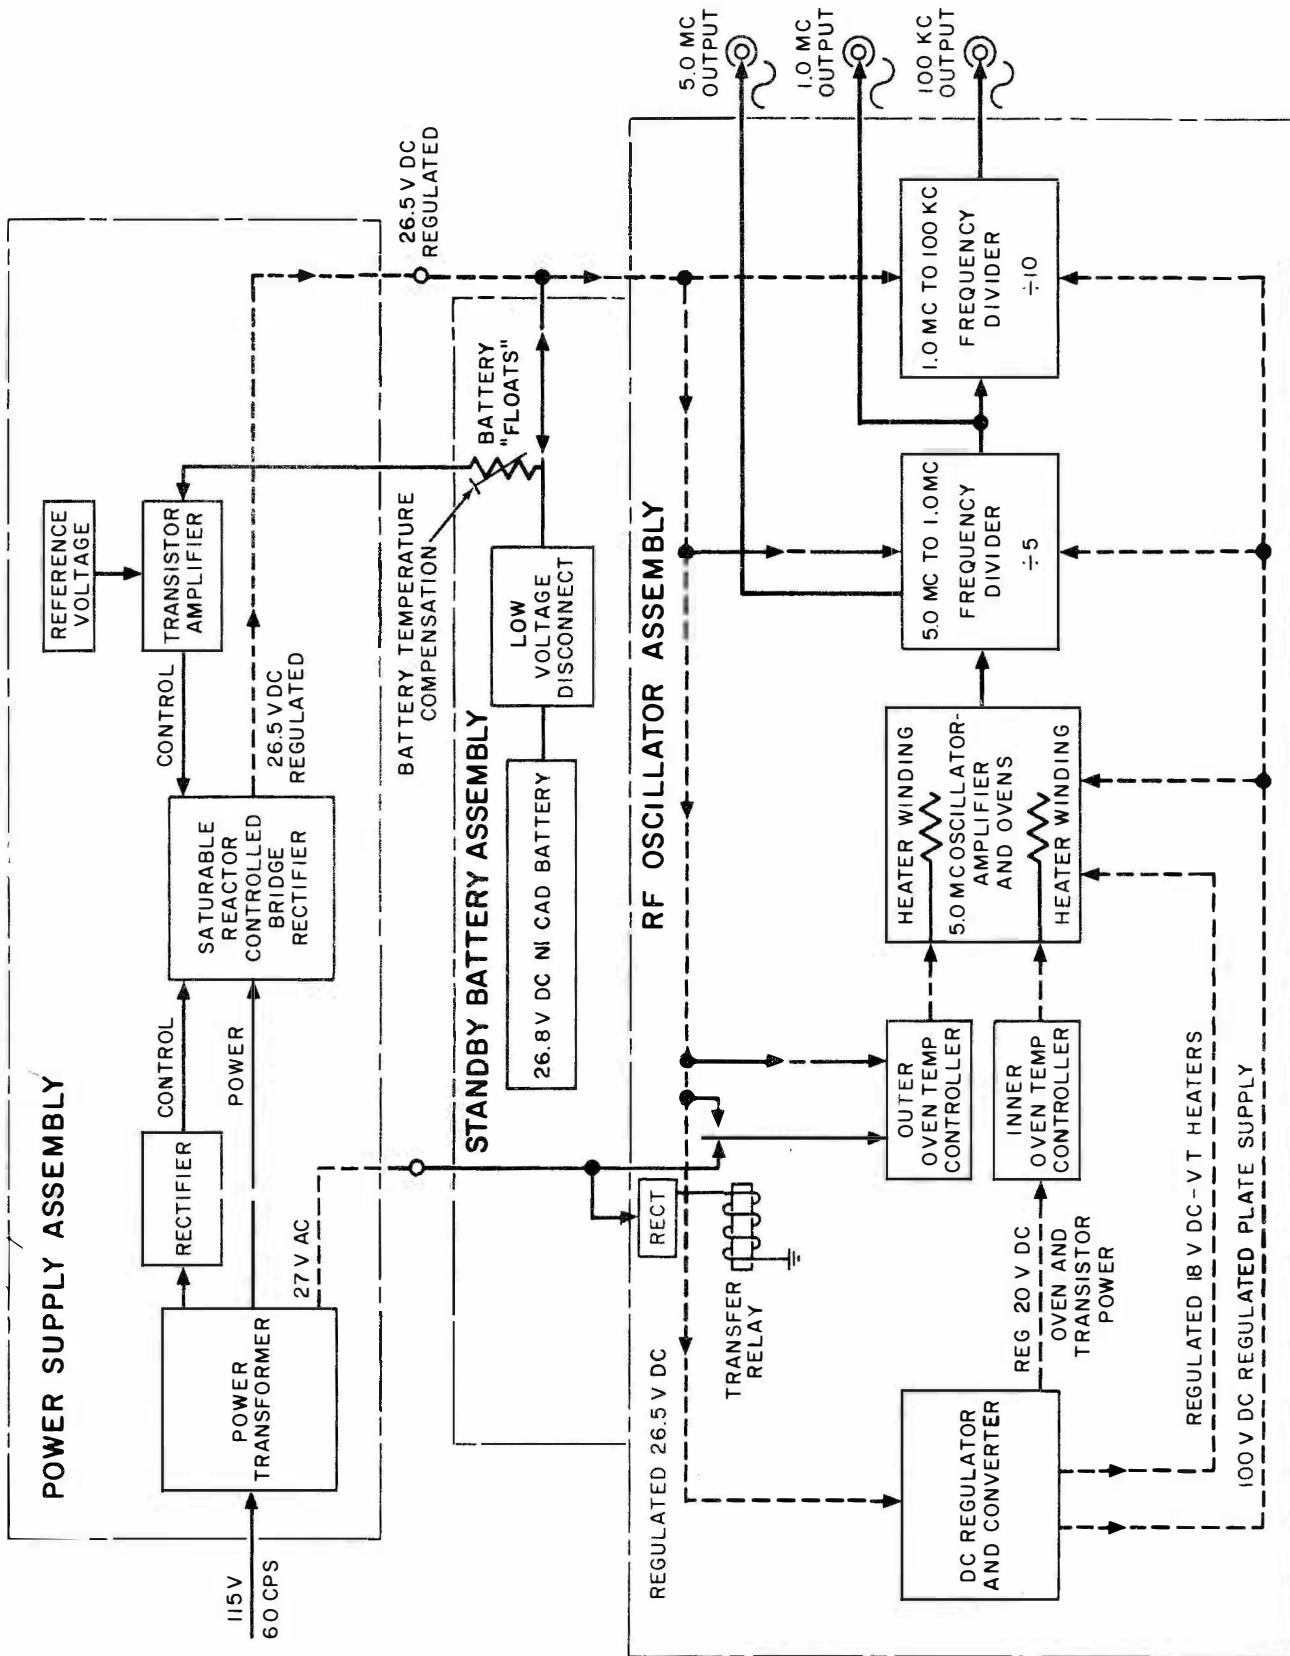 POWER SUPPLY ASSEMBLY
115V
60 CPS
POWER
TRANSFORMER
RECTIFIER
CONTROL
POWER
27 V AC
SATURABLE
REACTOR
CONTROLLED
BRIDGE
RECTIFIER
CONTROL
26.5 V DC
REGULATED
REFERENCE
VOLTAGE
TRANSISTOR
AMPLIFIER
26.5 V DC
REGULATED
BATTERY TEMPERATURE
COMPENSATION
STANDBY BATTERY ASSEMBLY
26.8 V DC NI CAD BATTERY
LOW
VOLTAGE
DISCONNECT
BATTERY
"FLOATS"
RF OSCILLATOR ASSEMBLY
REGULATED 26.5 V DC
RECT
TRANSFER
RELAY
DC REGULATOR
AND CONVERTER
REG 20 V DC
OVEN AND
TRANSISTOR
POWER
OUTER
OVEN TEMP
CONTROLLER
INNER
OVEN TEMP
CONTROLLER
HEATER WINDING
5.0 MC OSCILLATOR-
AMPLIFIER
AND OVENS
HEATER WINDING
5.0 MC TO 1.0 MC
FREQUENCY
DIVIDER
÷5
1.0 MC TO 100 KC
FREQUENCY
DIVIDER
÷10
5.0 MC
OUTPUT
1.0 MC
OUTPUT
100 KC
OUTPUT
REGULATED 18 V DC-VT HEATERS
100 V DC REGULATED PLATE SUPPLY